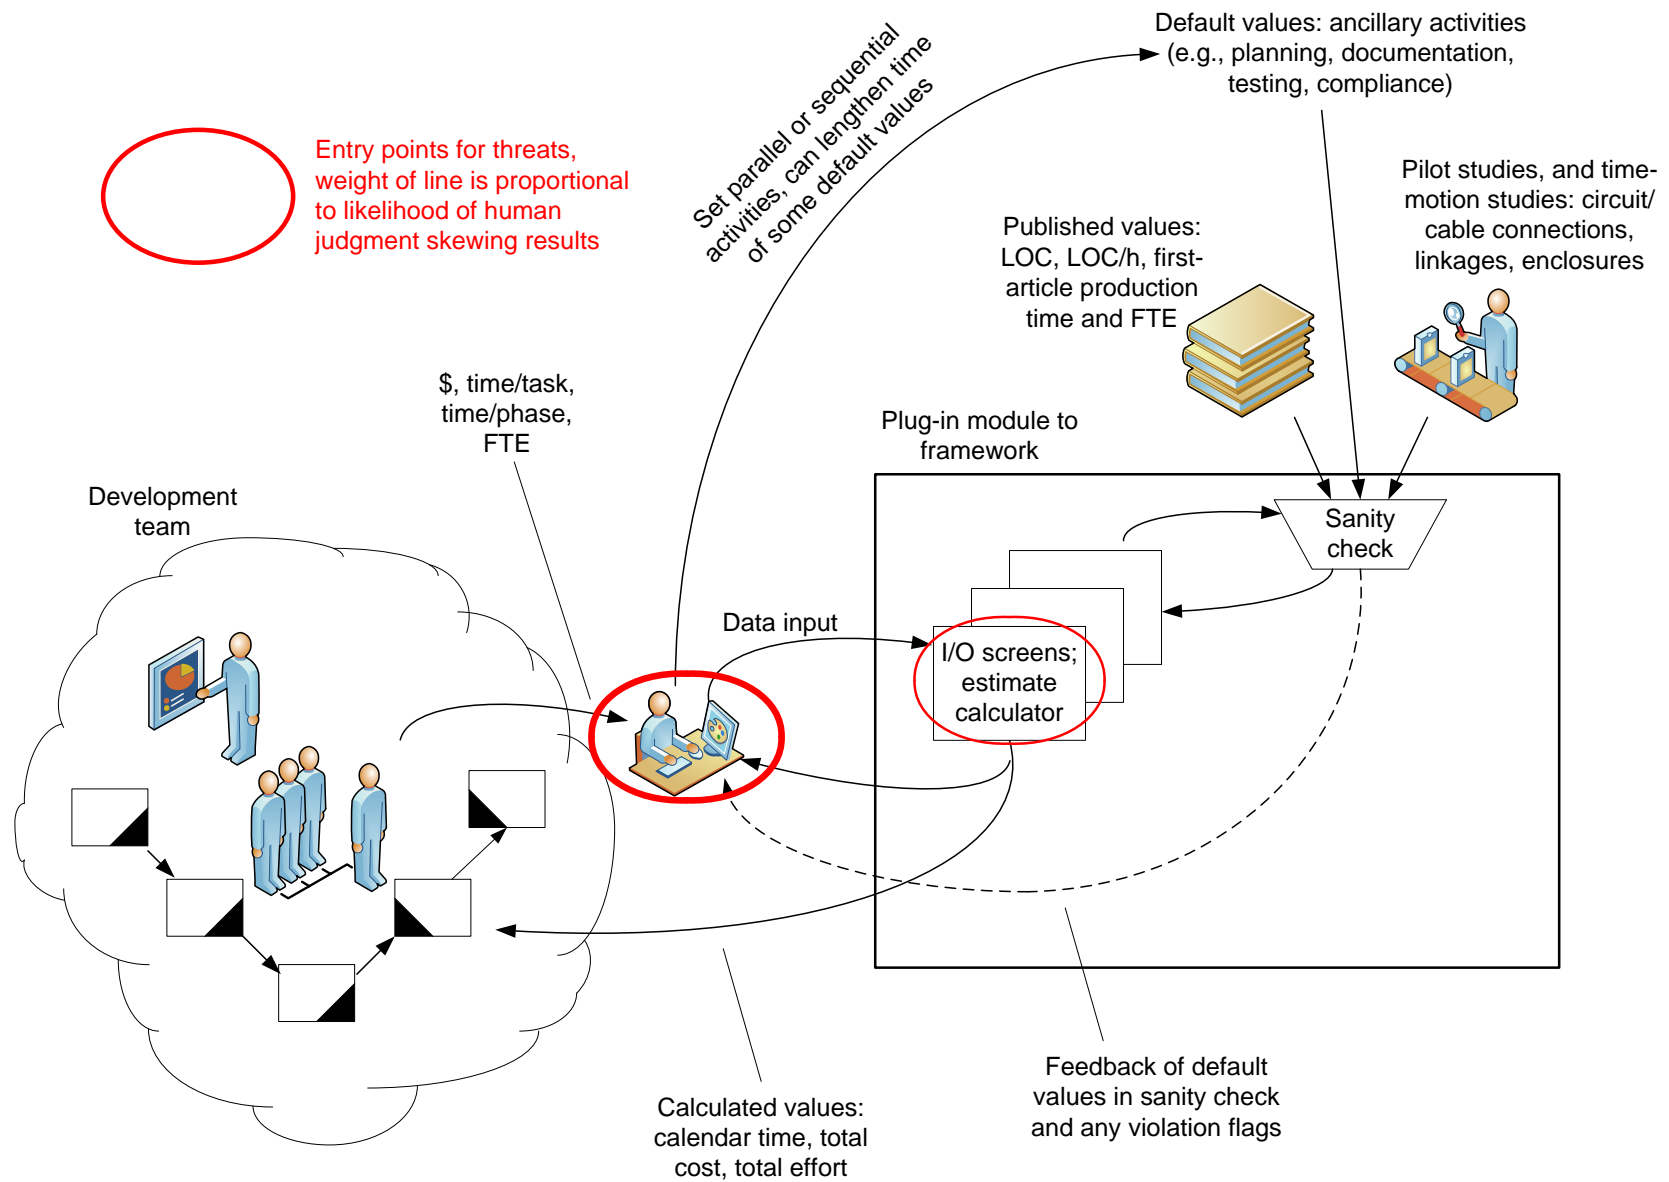 Default values: ancillary activities
(e.g., planning, documentation,
testing, compliance)
Set parallel or sequential
activities, can lengthen time
of some default values
Entry points for threats,
weight of line is proportional
to likelihood of human
judgment skewing results
Pilot studies, and time-
motion studies: circuit/
cable connections,
linkages, enclosures
Published values:
LOC, LOC/h, first-
article production
time and FTE
$, time/task,
time/phase,
FTE
Plug-in module to
framework
Development
team
Sanity
check
Data input
I/O screens;
estimate
calculator
Feedback of default
values in sanity check
and any violation flags
Calculated values:
calendar time, total
cost, total effort